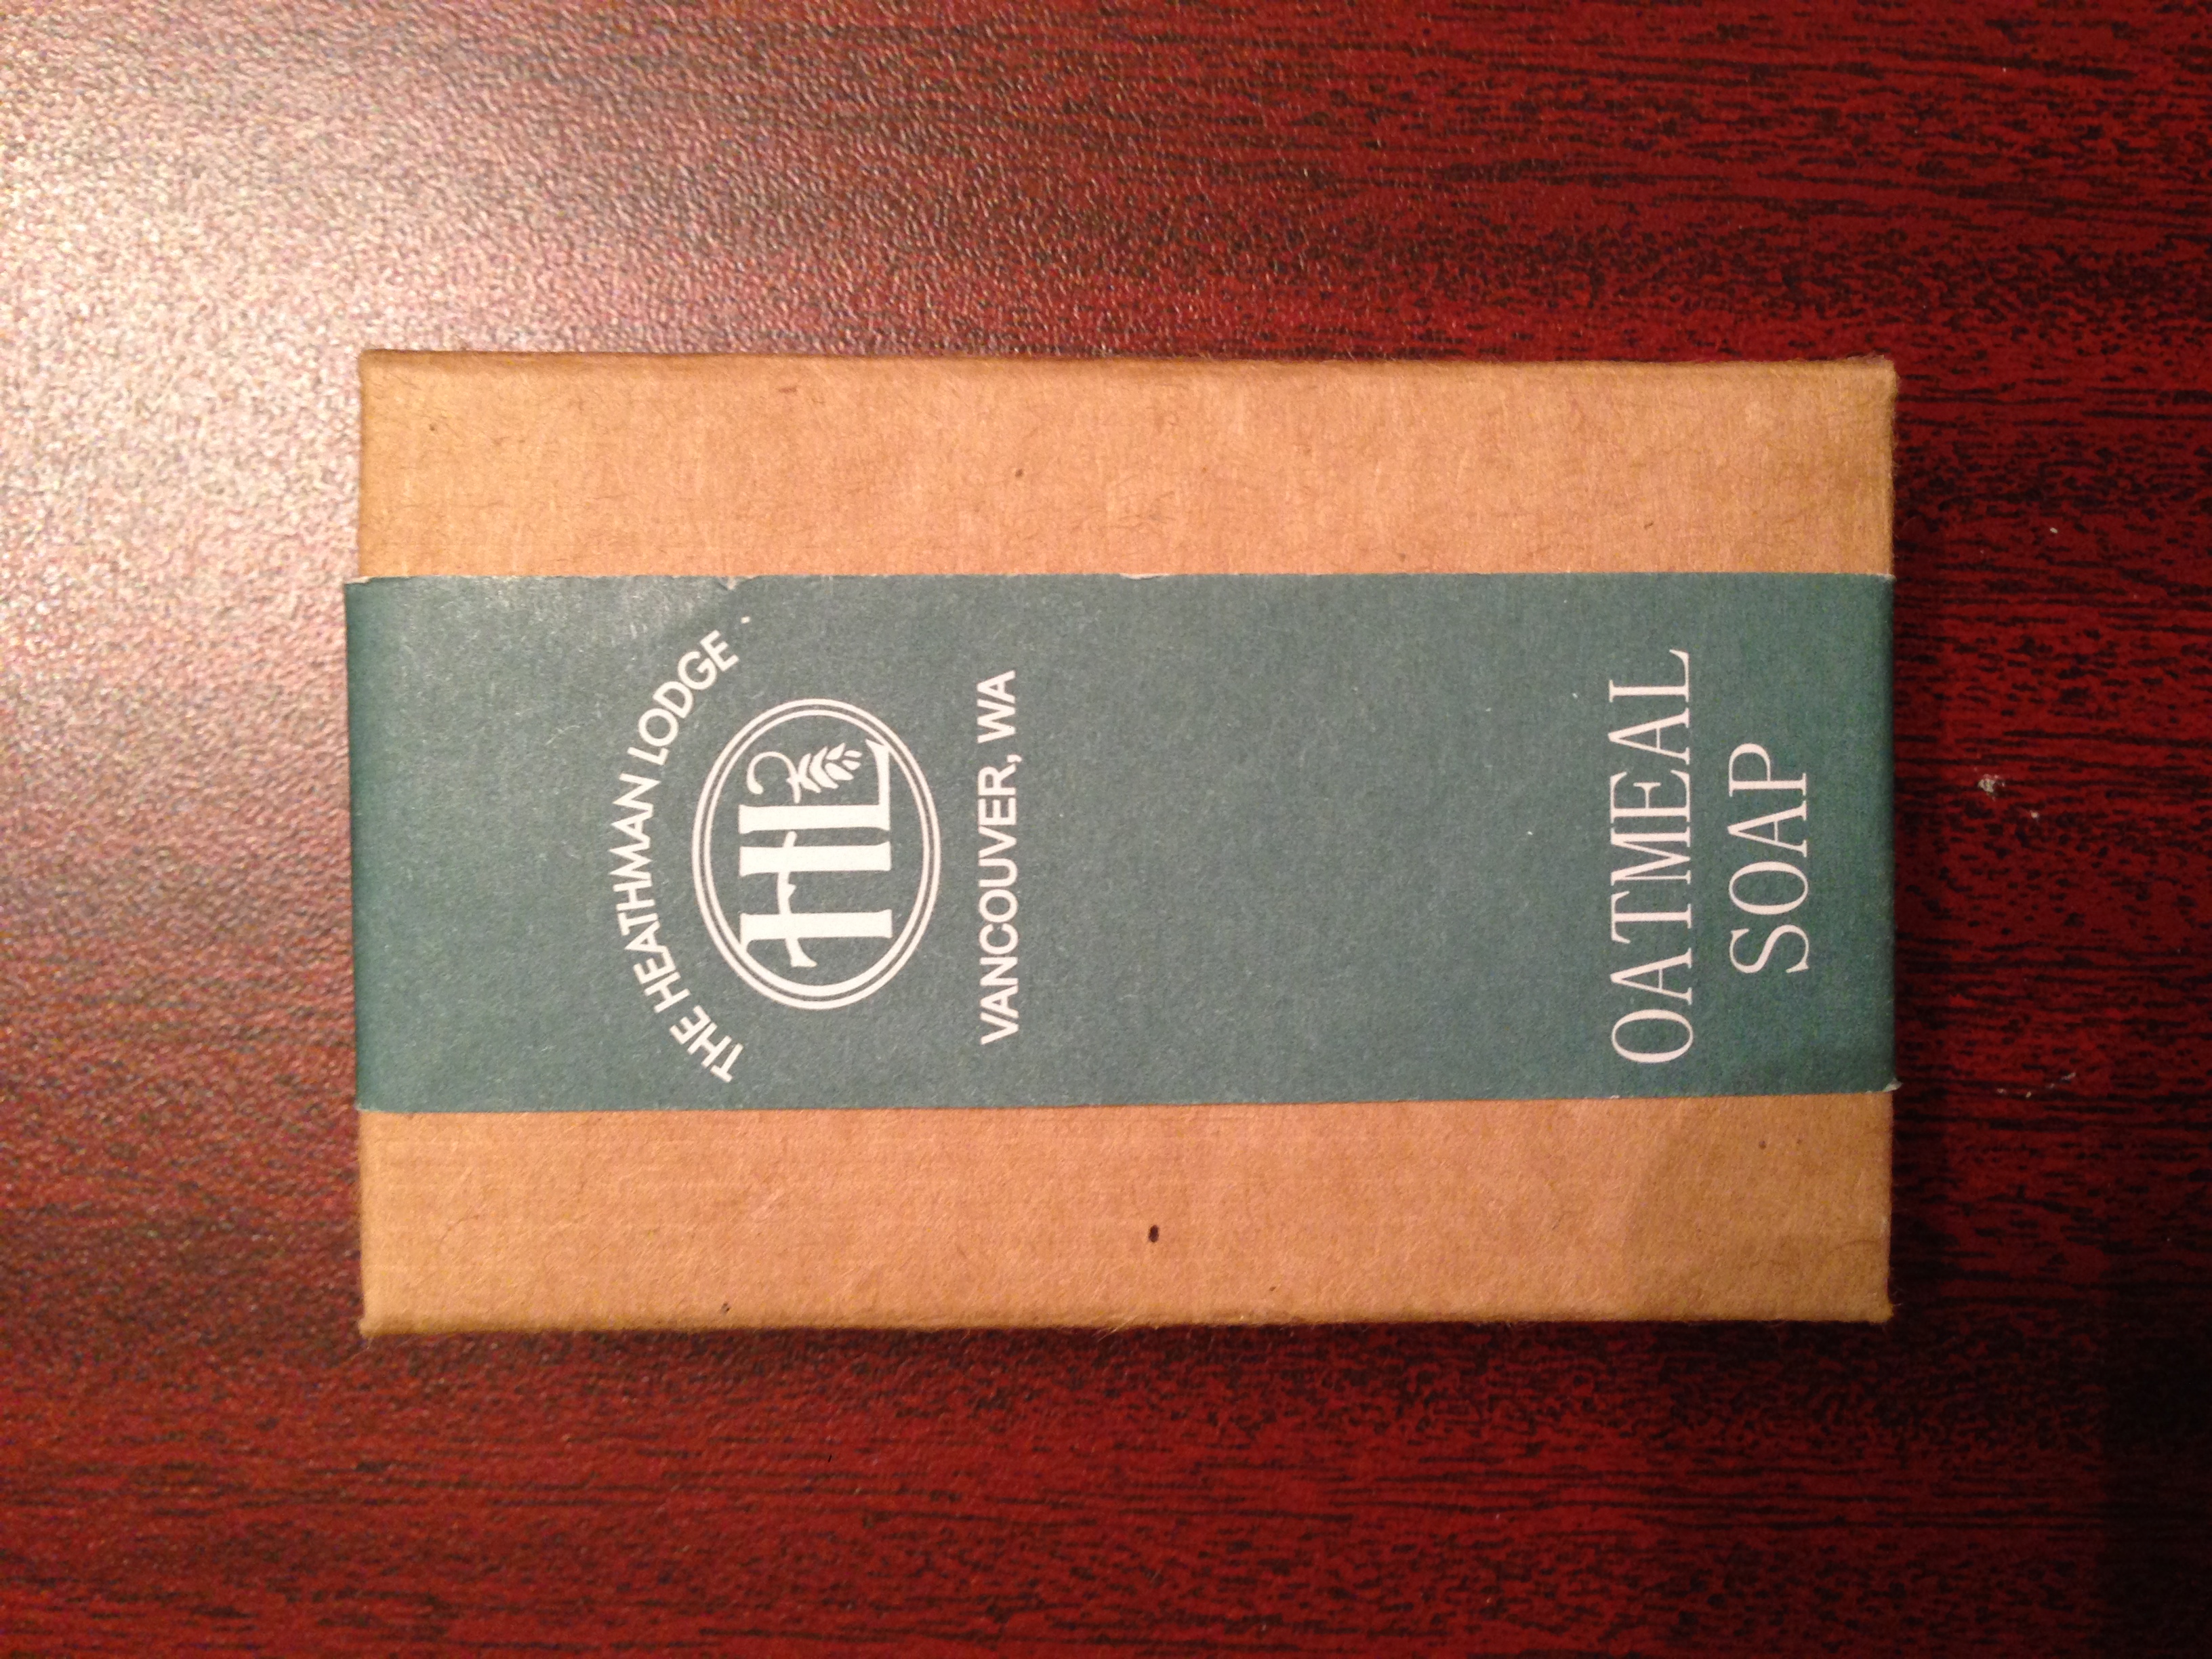 THE HEATHMAN LODGE
HL
VANCOUVER, WA
OATMEAL
SOAP